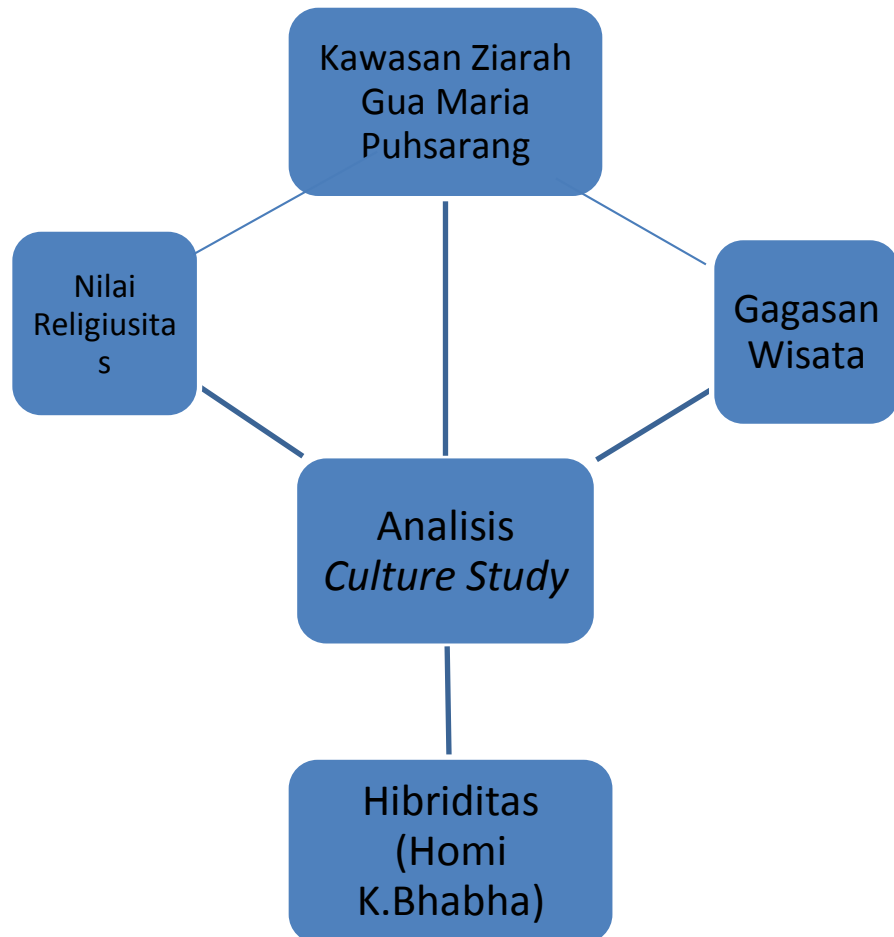 Kawasan Ziarah
Gua Maria
Puhsarang
Nilai
Religiusita
s
Gagasan
Wisata
Analisis
Culture Study
Hibriditas
(Homi
K.Bhabha)